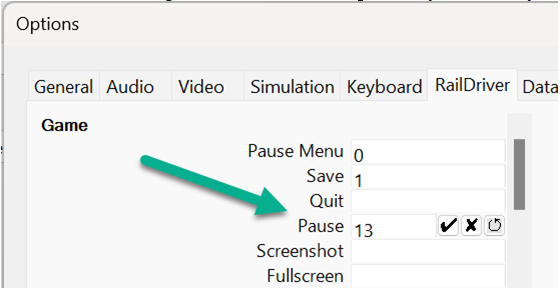 Options
General Audio Video Simulation Keyboard RailDriver Data
Game
Pause Menu 0
Save 1
Quit
Pause 13
Screenshot
Fullscreen